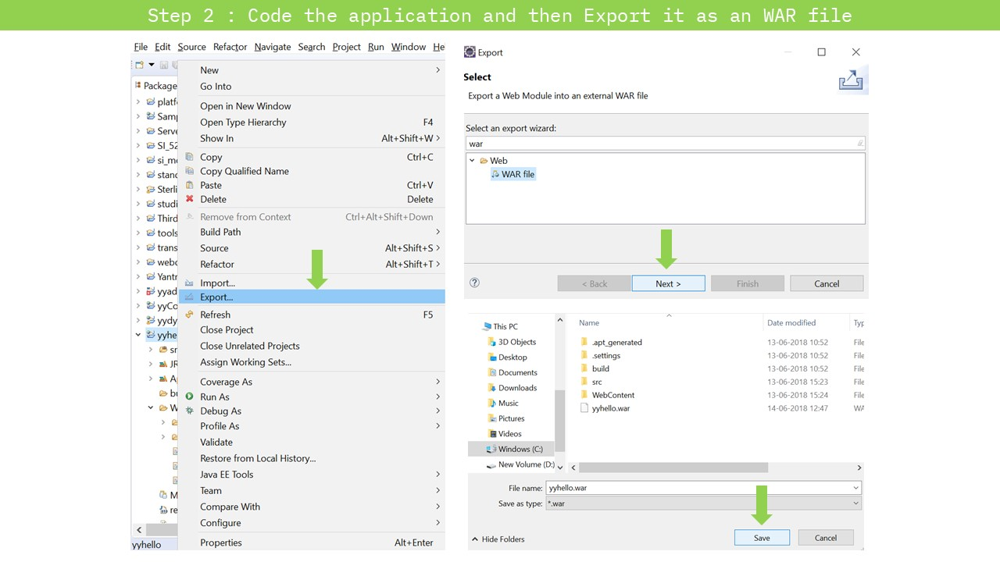 Step 2 : Code the application and then Export it as an WAR file
File Edit Source Refactor Navigate Search Project Run Window He
Package
platf
Samp
Serve
SI_52
si_m
stand
Sterli
studi
Third
tools
trans
webc
Yantr
yyad
yyCo
yydy
yyhe
sr
JR
A
bu
W
M
re
yyhello
New
Go Into
Open in New Window
Open Type Hierarchy F4
Show In Alt+Shift+W >
Copy Ctrl+C
Copy Qualified Name
Paste Ctrl+V
Delete Delete
Remove from Context Ctrl+Alt+Shift+Down
Build Path
Source Alt+Shift+S >
Refactor Alt+Shift+T >
Import...
Export...
Refresh F5
Close Project
Close Unrelated Projects
Assign Working Sets...
Coverage As
Run As
Debug As
Profile As
Validate
Restore from Local History...
Java EE Tools
Team
Compare With
Configure
Properties Alt+Enter
Export
Select
Export a Web Module into an external WAR file
Select an export wizard:
war
Web
WAR file
< Back Next > Finish Cancel
This PC
3D Objects
Desktop
Documents
Downloads
Music
Pictures
Videos
Windows (C:)
New Volume (D:)
Name Date modified Typ
.apt_generated 13-06-2018 10:52 File
.settings 13-06-2018 10:52 File
build 13-06-2018 10:52 File
src 13-06-2018 15:23 File
WebContent 13-06-2018 15:24 File
yyhello.war 14-06-2018 12:47 WA
File name: yyhello.war
Save as type: *.war
Hide Folders Save Cancel